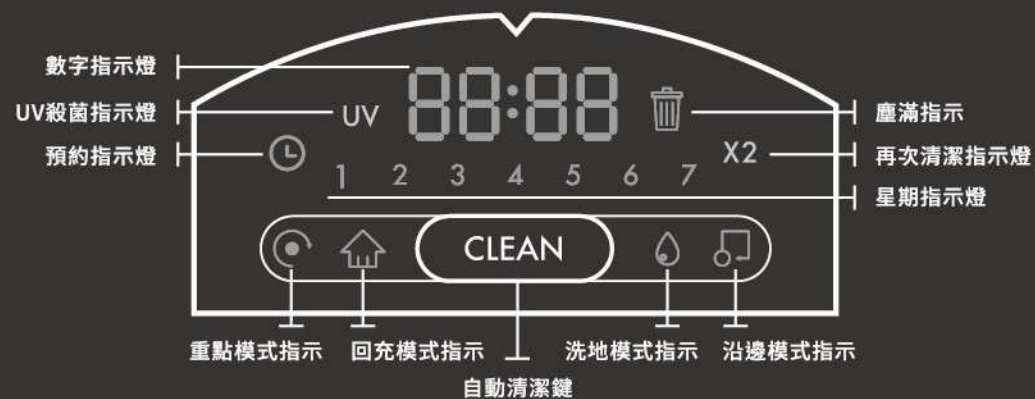 數字指示燈
88:88
UV殺菌指示燈
UV
塵滿指示
預約指示燈
X2
再次清潔指示燈
1 2 3 4 5 6 7
星期指示燈
CLEAN
重點模式指示
回充模式指示
洗地模式指示
沿邊模式指示
自動清潔鍵